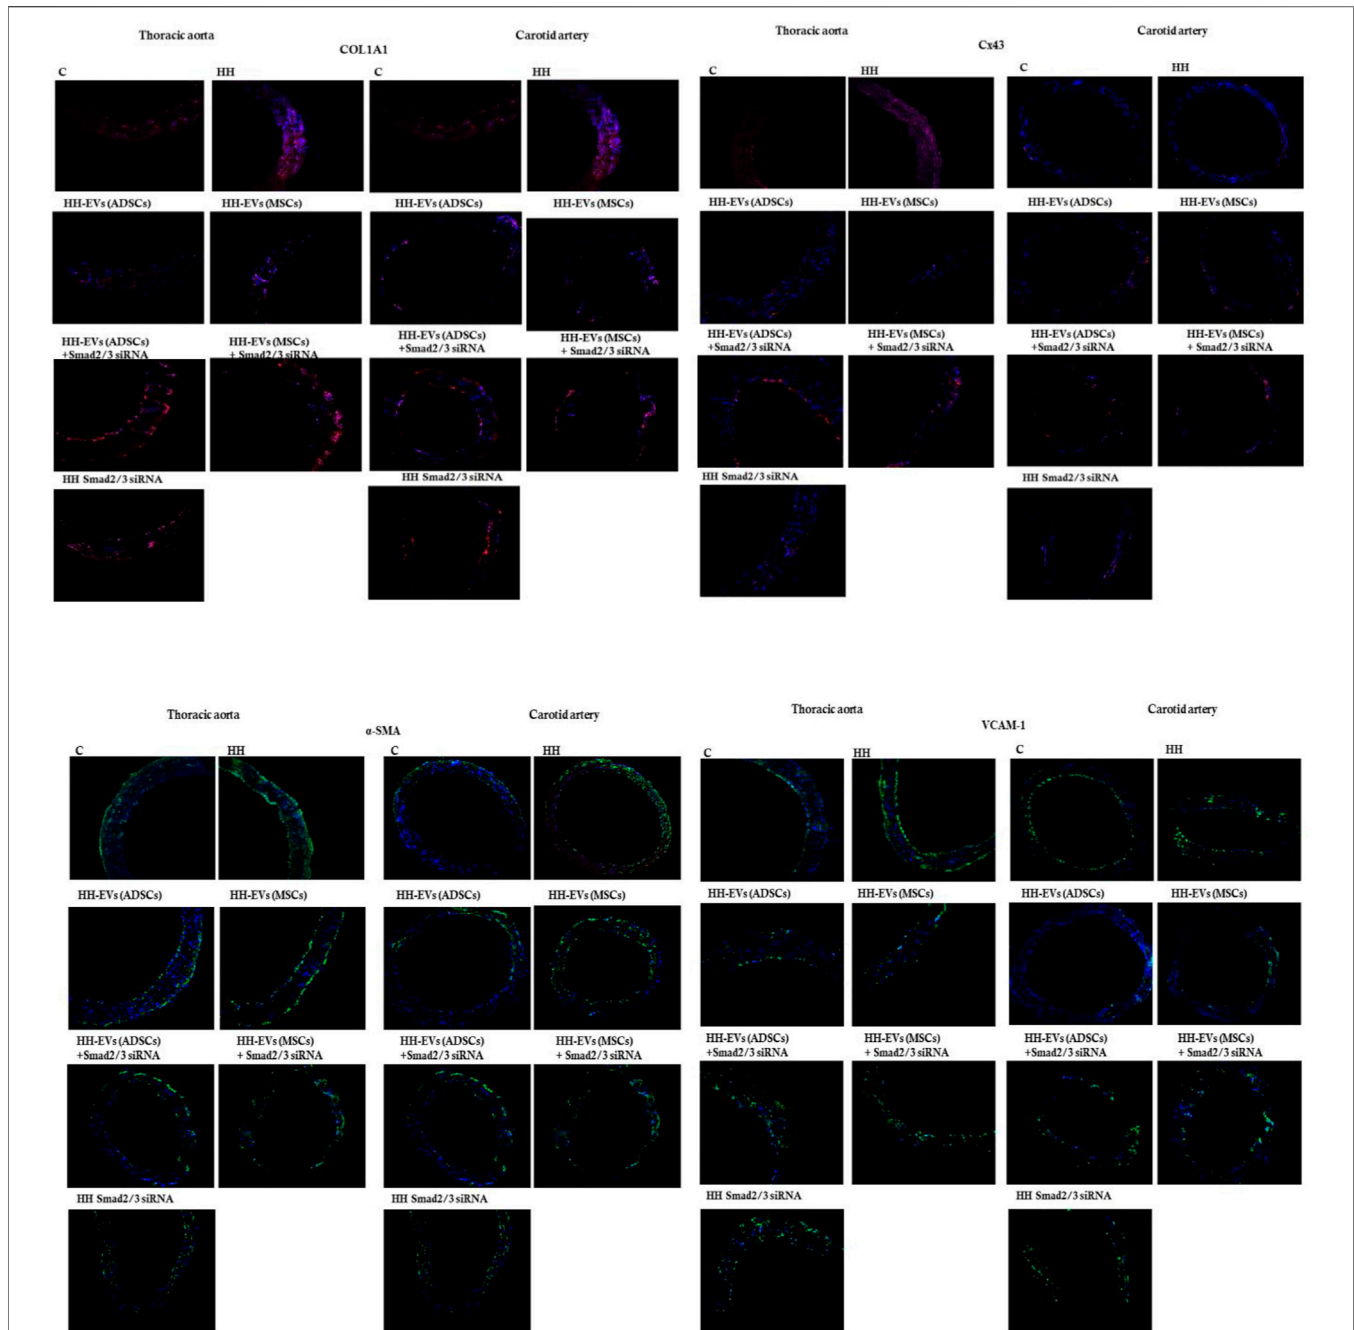 Thoracic aorta
Carotid artery
COL1A1
C
HH
C
HH
HH-EVs (ADSCs)
HH-EVs (MSCs)
HH-EVs (ADSCs)
HH-EVs (MSCs)
HH-EVs (ADSCs)
+Smad2/3 siRNA
HH-EVs (MSCs)
+ Smad2/3 siRNA
HH-EVs (ADSCs)
+Smad2/3 siRNA
HH-EVs (MSCs)
+ Smad2/3 siRNA
HH Smad2/3 siRNA
HH Smad2/3 siRNA
Thoracic aorta
Carotid artery
Cx43
C
HH
C
HH
HH-EVs (ADSCs)
HH-EVs (MSCs)
HH-EVs (ADSCs)
HH-EVs (MSCs)
HH-EVs (ADSCs)
+Smad2/3 siRNA
HH-EVs (MSCs)
+ Smad2/3 siRNA
HH-EVs (ADSCs)
+Smad2/3 siRNA
HH-EVs (MSCs)
+ Smad2/3 siRNA
HH Smad2/3 siRNA
HH Smad2/3 siRNA
Thoracic aorta
Carotid artery
α-SMA
C
HH
C
HH
HH-EVs (ADSCs)
HH-EVs (MSCs)
HH-EVs (ADSCs)
HH-EVs (MSCs)
HH-EVs (ADSCs)
+Smad2/3 siRNA
HH-EVs (MSCs)
+ Smad2/3 siRNA
HH-EVs (ADSCs)
+Smad2/3 siRNA
HH-EVs (MSCs)
+ Smad2/3 siRNA
HH Smad2/3 siRNA
HH Smad2/3 siRNA
Thoracic aorta
Carotid artery
VCAM-1
C
HH
C
HH
HH-EVs (ADSCs)
HH-EVs (MSCs)
HH-EVs (ADSCs)
HH-EVs (MSCs)
HH-EVs (ADSCs)
+Smad2/3 siRNA
HH-EVs (MSCs)
+ Smad2/3 siRNA
HH-EVs (ADSCs)
+Smad2/3 siRNA
HH-EVs (MSCs)
+ Smad2/3 siRNA
HH Smad2/3 siRNA
HH Smad2/3 siRNA